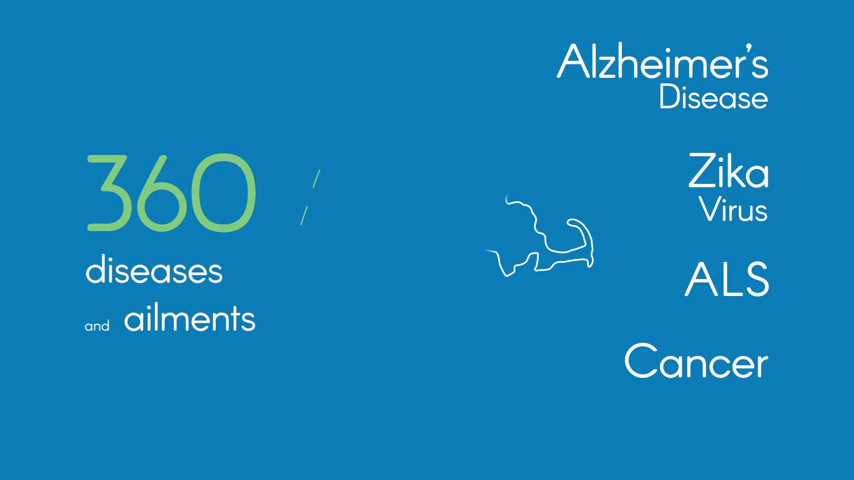 360
diseases
and ailments
Alzheimer's
Disease
Zika
Virus
ALS
Cancer